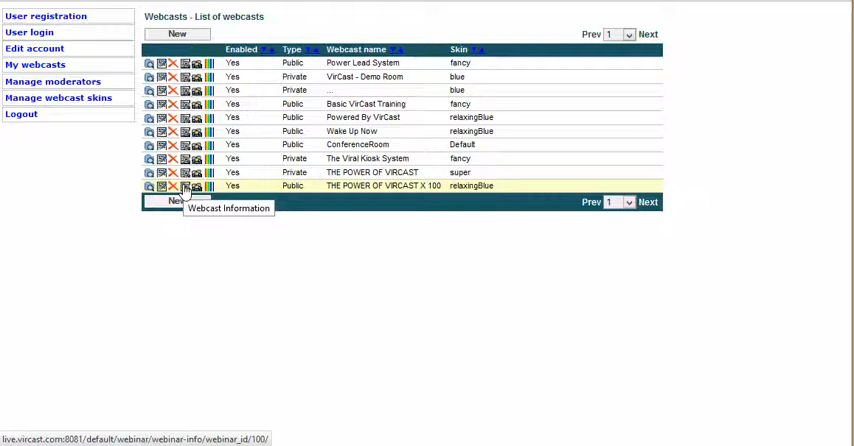 User registration
User login
Edit account
My webcasts
Manage moderators
Manage webcast skins
Logout
Webcasts - List of webcasts
New Prev 1 Next
Enabled Type Webcast name Skin
Yes Public Power Lead System fancy
Yes Private VirCast - Demo Room blue
Yes Private ... blue
Yes Public Basic VirCast Training fancy
Yes Public Powered By VirCast relaxingBlue
Yes Public Wake Up Now relaxingBlue
Yes Public ConferenceRoom Default
Yes Private The Viral Kiosk System fancy
Yes Private THE POWER OF VIRCAST super
Yes Public THE POWER OF VIRCAST X 100 relaxingBlue
New Prev 1 Next
Webcast Information
live.vircast.com:8081/default/webinar/webinar-info/webinar_id/100/